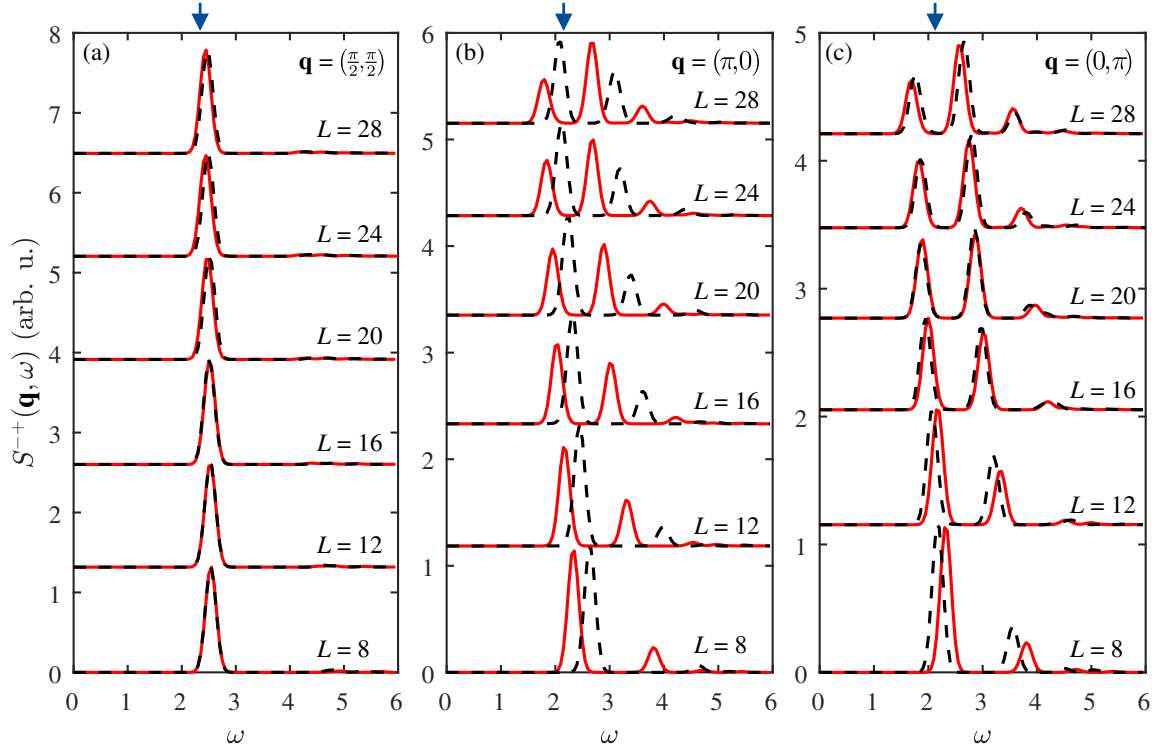 (a)
q = (π/2, π/2)
L = 28
L = 24
L = 20
L = 16
L = 12
L = 8
8
7
6
5
4
3
2
1
0
0 1 2 3 4 5 6
ω
S⁻⁺(q, ω) (arb. u.)
(b)
q = (π,0)
L = 28
L = 24
L = 20
L = 16
L = 12
L = 8
6
5
4
3
2
1
0
0 1 2 3 4 5 6
ω
(c)
q = (0,π)
L = 28
L = 24
L = 20
L = 16
L = 12
L = 8
5
4
3
2
1
0
0 1 2 3 4 5 6
ω